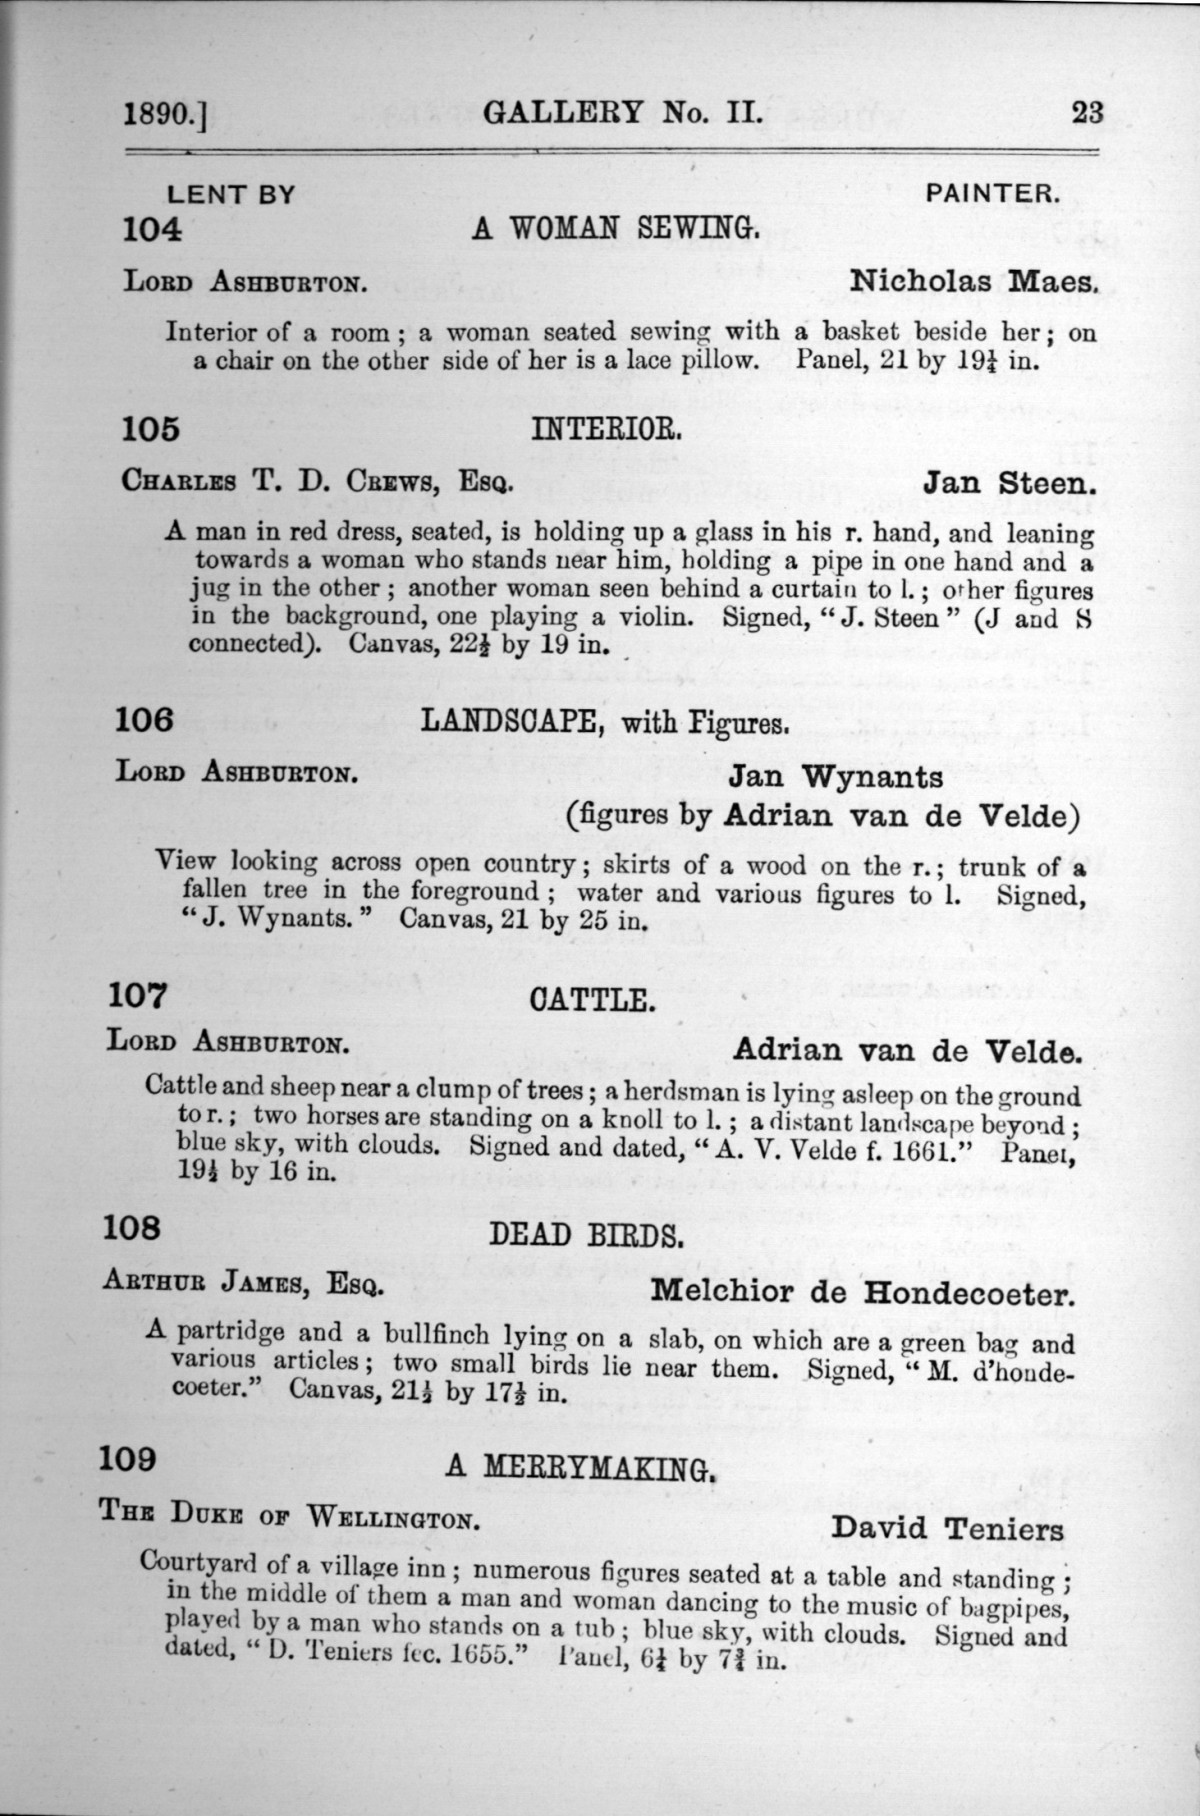 1890.] GALLERY No. II. 23
LENT BY PAINTER.
104 A WOMAN SEWING.
LORD ASHBURTON. Nicholas Maes.
Interior of a room ; a woman seated sewing with a basket beside her ; on
a chair on the other side of her is a lace pillow. Panel, 21 by 19¼ in.
105 INTERIOR.
CHARLES T. D. CREWS, ESQ. Jan Steen.
A man in red dress, seated, is holding up a glass in his r. hand, and leaning
towards a woman who stands near him, holding a pipe in one hand and a
jug in the other ; another woman seen behind a curtain to l. ; other figures
in the background, one playing a violin. Signed, “ J. Steen ” (J and S
connected). Canvas, 22½ by 19 in.
106 LANDSCAPE, with Figures.
LORD ASHBURTON. Jan Wynants
(figures by Adrian van de Velde)
View looking across open country ; skirts of a wood on the r. ; trunk of a
fallen tree in the foreground ; water and various figures to l. Signed,
“ J. Wynants. ” Canvas, 21 by 25 in.
107 CATTLE.
LORD ASHBURTON. Adrian van de Velde.
Cattle and sheep near a clump of trees ; a herdsman is lying asleep on the ground
to r. ; two horses are standing on a knoll to l. ; a distant landscape beyond ;
blue sky, with clouds. Signed and dated, “ A. V. Velde f. 1661.” Panel,
19½ by 16 in.
108 DEAD BIRDS.
ARTHUR JAMES, ESQ. Melchior de Hondecoeter.
A partridge and a bullfinch lying on a slab, on which are a green bag and
various articles ; two small birds lie near them. Signed, “ M. d’honde-
coeter.” Canvas, 21½ by 17½ in.
109 A MERRYMAKING.
THE DUKE OF WELLINGTON. David Teniers
Courtyard of a village inn ; numerous figures seated at a table and standing ;
in the middle of them a man and woman dancing to the music of bagpipes,
played by a man who stands on a tub ; blue sky, with clouds. Signed and
dated, “ D. Teniers fec. 1655.” Panel, 6¼ by 7¾ in.